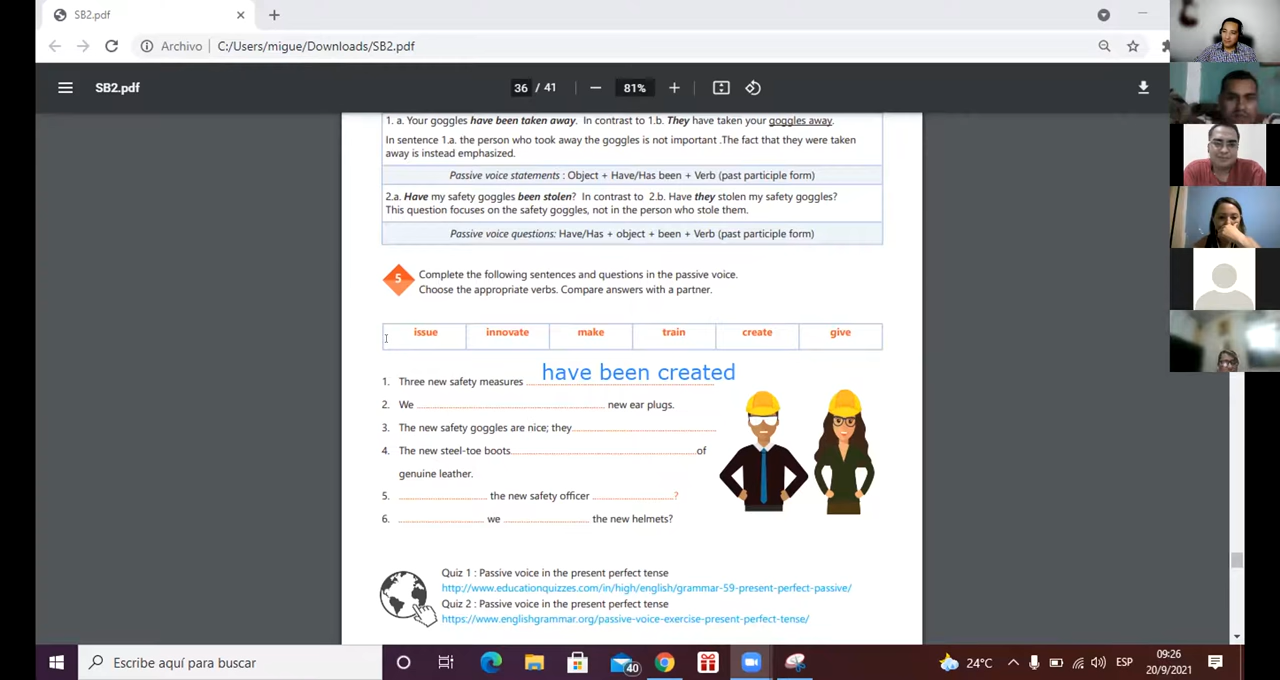 SB2.pdf
Archivo C:/Users/migue/Downloads/SB2.pdf
SB2.pdf
36 / 41
81%
1. a. Your goggles have been taken away. In contrast to 1.b. They have taken your goggles away.
In sentence 1.a. the person who took away the goggles is not important .The fact that they were taken
away is instead emphasized.
Passive voice statements : Object + Have/Has been + Verb (past participle form)
2.a. Have my safety goggles been stolen? In contrast to 2.b. Have they stolen my safety goggles?
This question focuses on the safety goggles, not in the person who stole them.
Passive voice questions: Have/Has + object + been + Verb (past participle form)
5
Complete the following sentences and questions in the passive voice.
Choose the appropriate verbs. Compare answers with a partner.
issue innovate make train create give
have been created
1. Three new safety measures
2. We new ear plugs.
3. The new safety goggles are nice; they
4. The new steel-toe boots of
genuine leather.
5. the new safety officer ?
6. we the new helmets?
Quiz 1 : Passive voice in the present perfect tense
http://www.educationquizzes.com/in/high/english/grammar-59-present-perfect-passive/
Quiz 2 : Passive voice in the present perfect tense
https://www.englishgrammar.org/passive-voice-exercise-present-perfect-tense/
Escribe aquí para buscar
40
24°C
ESP
09:26
20/9/2021